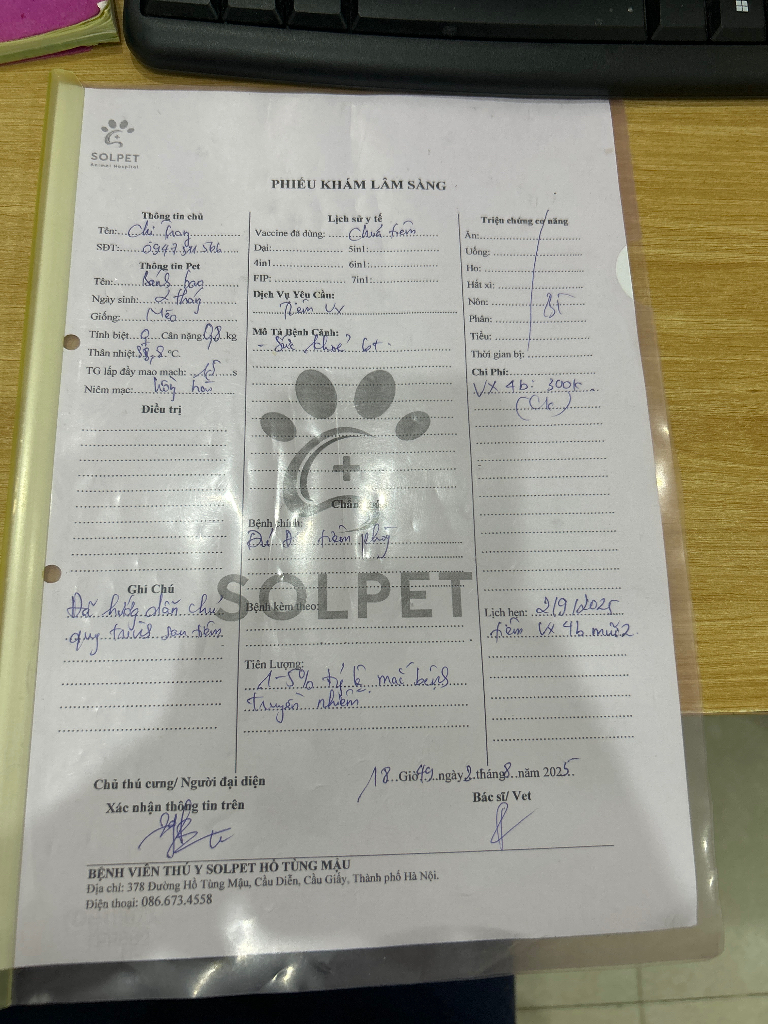 SOLPET
Animal Hospital
PHIẾU KHÁM LÂM SÀNG
Thông tin chủ
Tên: Chị Trang
SĐT:
Thông tin Pet
Tên: Bánh bao
Ngày sinh: 2 tháng
Giống: Mèo
Tính biệt Cân nặng 0,8 kg
Thân nhiệt 38,8 °C
TG lấp đầy mao mạch: 1,5 s
Niêm mạc: hồng hào
Điều trị
Ghi Chú
Đã hướng dẫn chủ
quy trình sau tiêm
Lịch sử y tế
Vaccine đã dùng: Chưa tiêm
Dại: 5in1:
4in1 6in1:
FIP: 7in1:
Dịch Vụ Yêu Cầu:
Tiêm VX
Mô Tả Bệnh Cảnh:
- Sức khoẻ bt
Chẩn
Bệnh chính:
tiêm phòng
SOLPET
Bệnh kèm theo:
Tiên Lượng:
1-5% tỷ lệ mắc bệnh
truyền nhiễm
Triệu chứng cơ năng
Ăn:
Uống:
Ho:
Hắt xì:
Nôn: BT
Phân:
Tiểu:
Thời gian bị:
Chi Phí:
VX 4b: 300k
(Ck)
Lịch hẹn: 2/9/2025
tiêm VX 4b mũi 2
18 Giờ 49 ngày 2 tháng 8 năm 2025
Chủ thú cưng/ Người đại diện
Xác nhận thông tin trên
Bác sĩ/ Vet
BỆNH VIỆN THÚ Y SOLPET HỒ TÙNG MẬU
Địa chỉ: 378 Đường Hồ Tùng Mậu, Cầu Diễn, Cầu Giấy, Thành phố Hà Nội.
Điện thoại: 086.673.4558